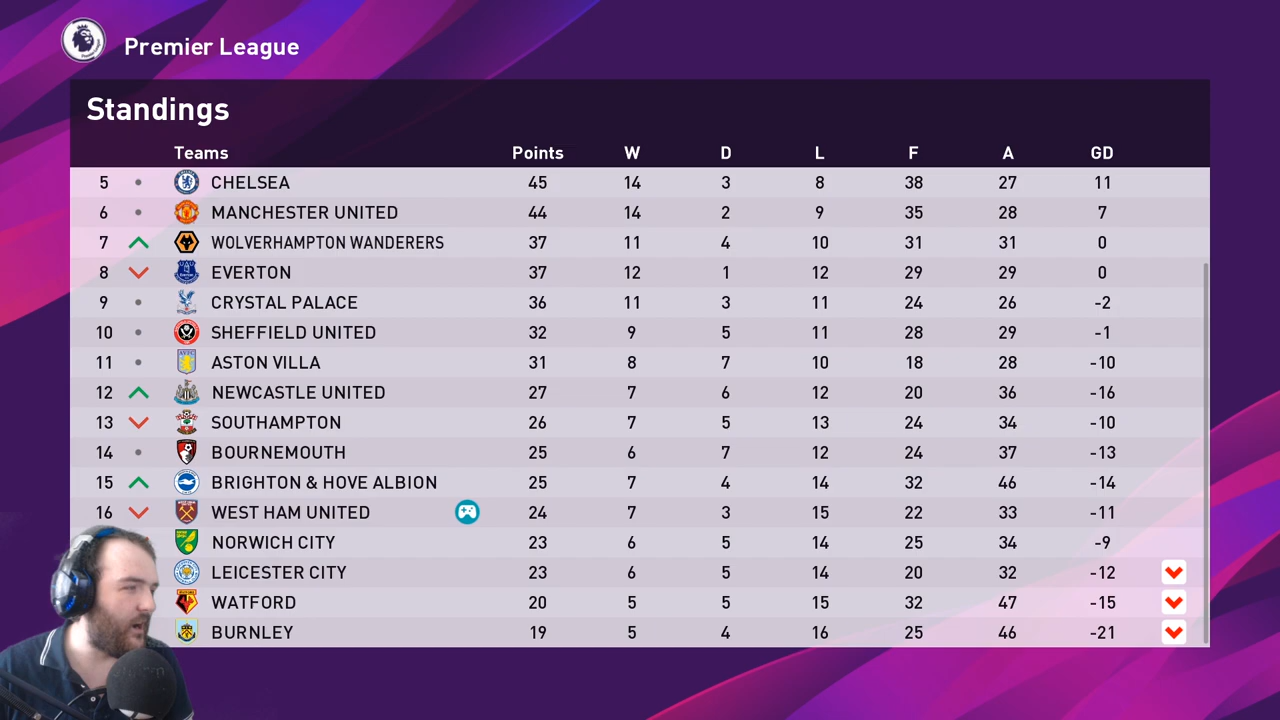 Premier League
Standings
Teams Points W D L F A GD
5 CHELSEA 45 14 3 8 38 27 11
6 MANCHESTER UNITED 44 14 2 9 35 28 7
7 WOLVERHAMPTON WANDERERS 37 11 4 10 31 31 0
8 EVERTON 37 12 1 12 29 29 0
9 CRYSTAL PALACE 36 11 3 11 24 26 -2
10 SHEFFIELD UNITED 32 9 5 11 28 29 -1
11 ASTON VILLA 31 8 7 10 18 28 -10
12 NEWCASTLE UNITED 27 7 6 12 20 36 -16
13 SOUTHAMPTON 26 7 5 13 24 34 -10
14 BOURNEMOUTH 25 6 7 12 24 37 -13
15 BRIGHTON & HOVE ALBION 25 7 4 14 32 46 -14
16 WEST HAM UNITED 24 7 3 15 22 33 -11
NORWICH CITY 23 6 5 14 25 34 -9
LEICESTER CITY 23 6 5 14 20 32 -12
WATFORD 20 5 5 15 32 47 -15
BURNLEY 19 5 4 16 25 46 -21